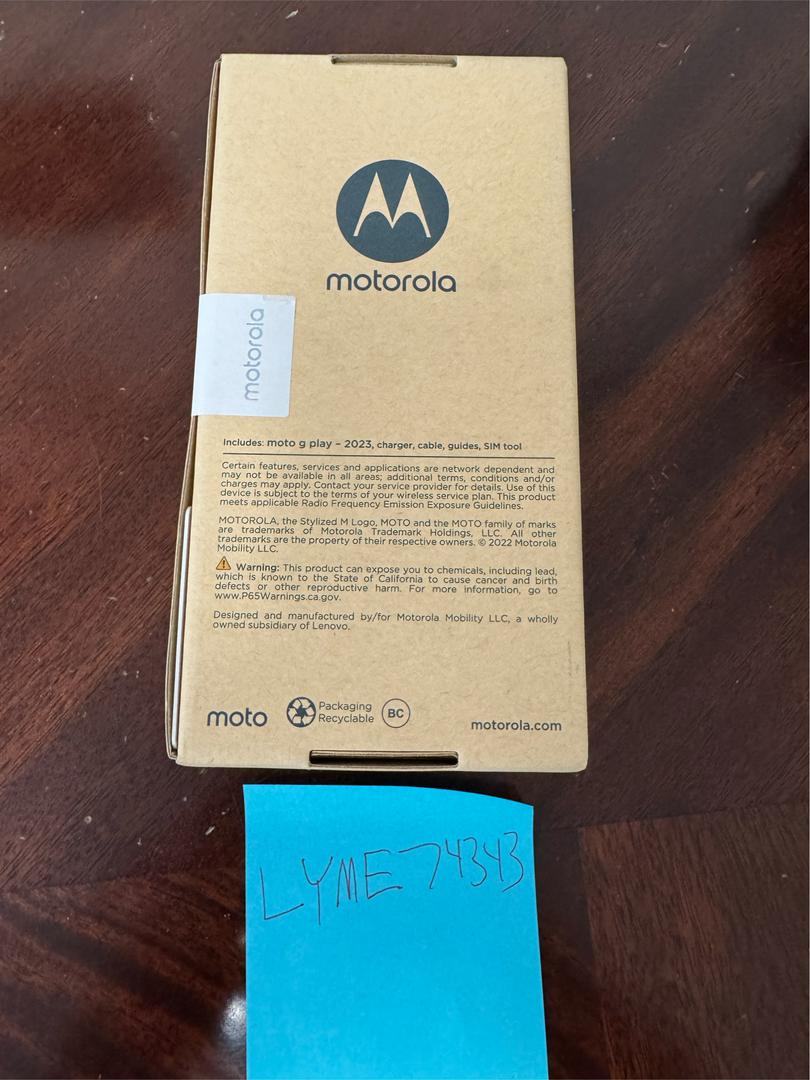 motorola
motorola
Includes: moto g play – 2023, charger, cable, guides, SIM tool
Certain features, services and applications are network dependent and
may not be available in all areas; additional terms, conditions and/or
charges may apply. Contact your service provider for details. Use of this
device is subject to the terms of your wireless service plan. This product
meets applicable Radio Frequency Emission Exposure Guidelines.
MOTOROLA, the Stylized M Logo, MOTO and the MOTO family of marks
are trademarks of Motorola Trademark Holdings, LLC. All other
trademarks are the property of their respective owners. © 2022 Motorola
Mobility LLC.
Warning: This product can expose you to chemicals, including lead,
which is known to the State of California to cause cancer and birth
defects or other reproductive harm. For more information, go to
www.P65Warnings.ca.gov.
Designed and manufactured by/for Motorola Mobility LLC, a wholly
owned subsidiary of Lenovo.
moto
Packaging
Recyclable
BC
motorola.com
LYME74343